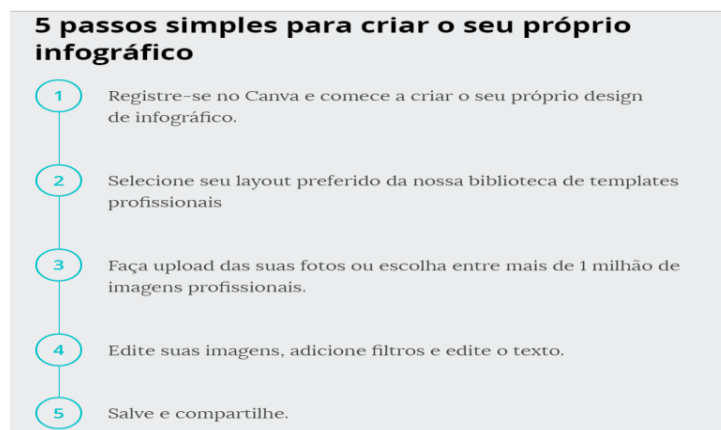 5 passos simples para criar o seu próprio
infográfico
1
Registre-se no Canva e comece a criar o seu próprio design
de infográfico.
2
Selecione seu layout preferido da nossa biblioteca de templates
profissionais
3
Faça upload das suas fotos ou escolha entre mais de 1 milhão de
imagens profissionais.
4
Edite suas imagens, adicione filtros e edite o texto.
5
Salve e compartilhe.